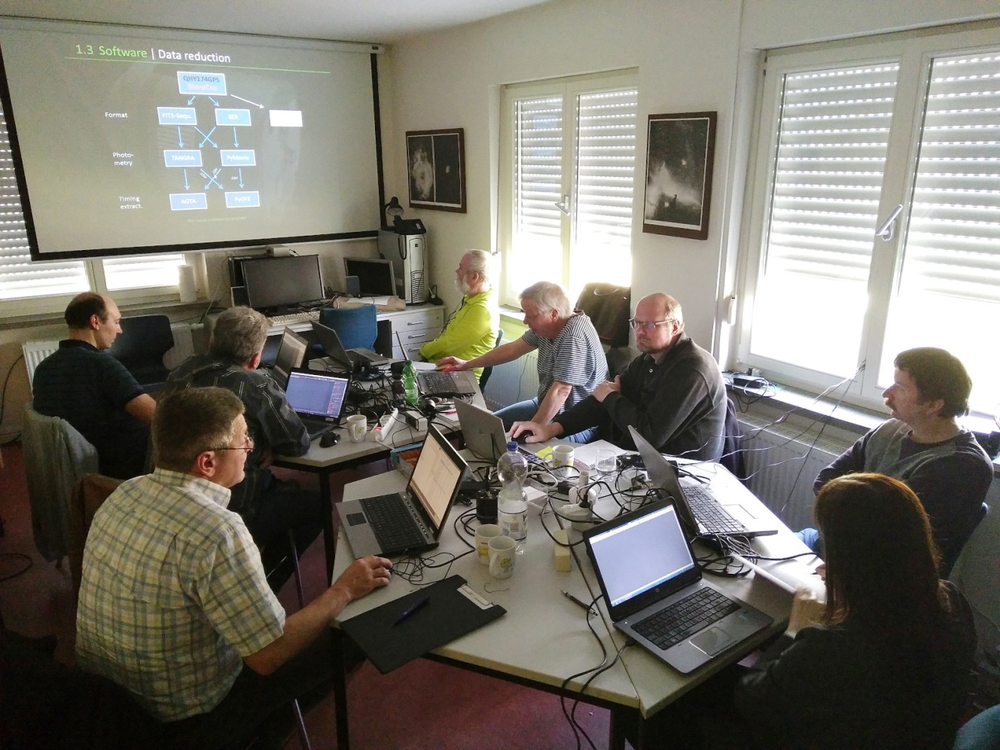 1.3 Software | Data reduction
QHY174GPS
SharpCap
Format
FITS-Sequ.
SER
Photo-
metry
TANGRA
PyMovie
.csv
Timing
extract.
AOTA
PyOTE